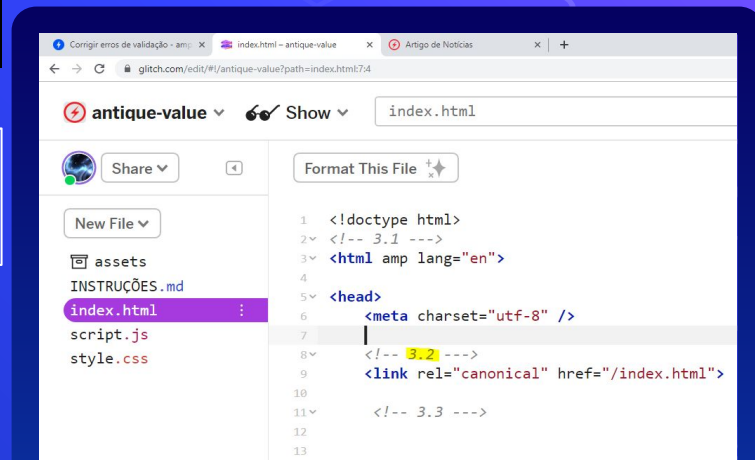 Corrigir erros de validação - amp
index.html – antique-value
Artigo de Notícias
glitch.com/edit/#!/antique-value?path=index.html:7:4
antique-value
Show
index.html
Share
Format This File
New File
assets
INSTRUÇÕES.md
index.html
script.js
style.css
1 <!doctype html>
2 <!-- 3.1 --->
3 <html amp lang="en">
4
5 <head>
6 <meta charset="utf-8" />
7
8 <!-- 3.2 --->
9 <link rel="canonical" href="/index.html">
10
11 <!-- 3.3 --->
12
13